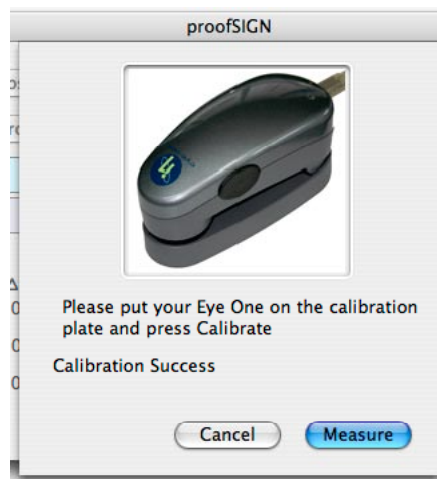 proofSIGN
Please put your Eye One on the calibration
plate and press Calibrate
Calibration Success
Cancel
Measure